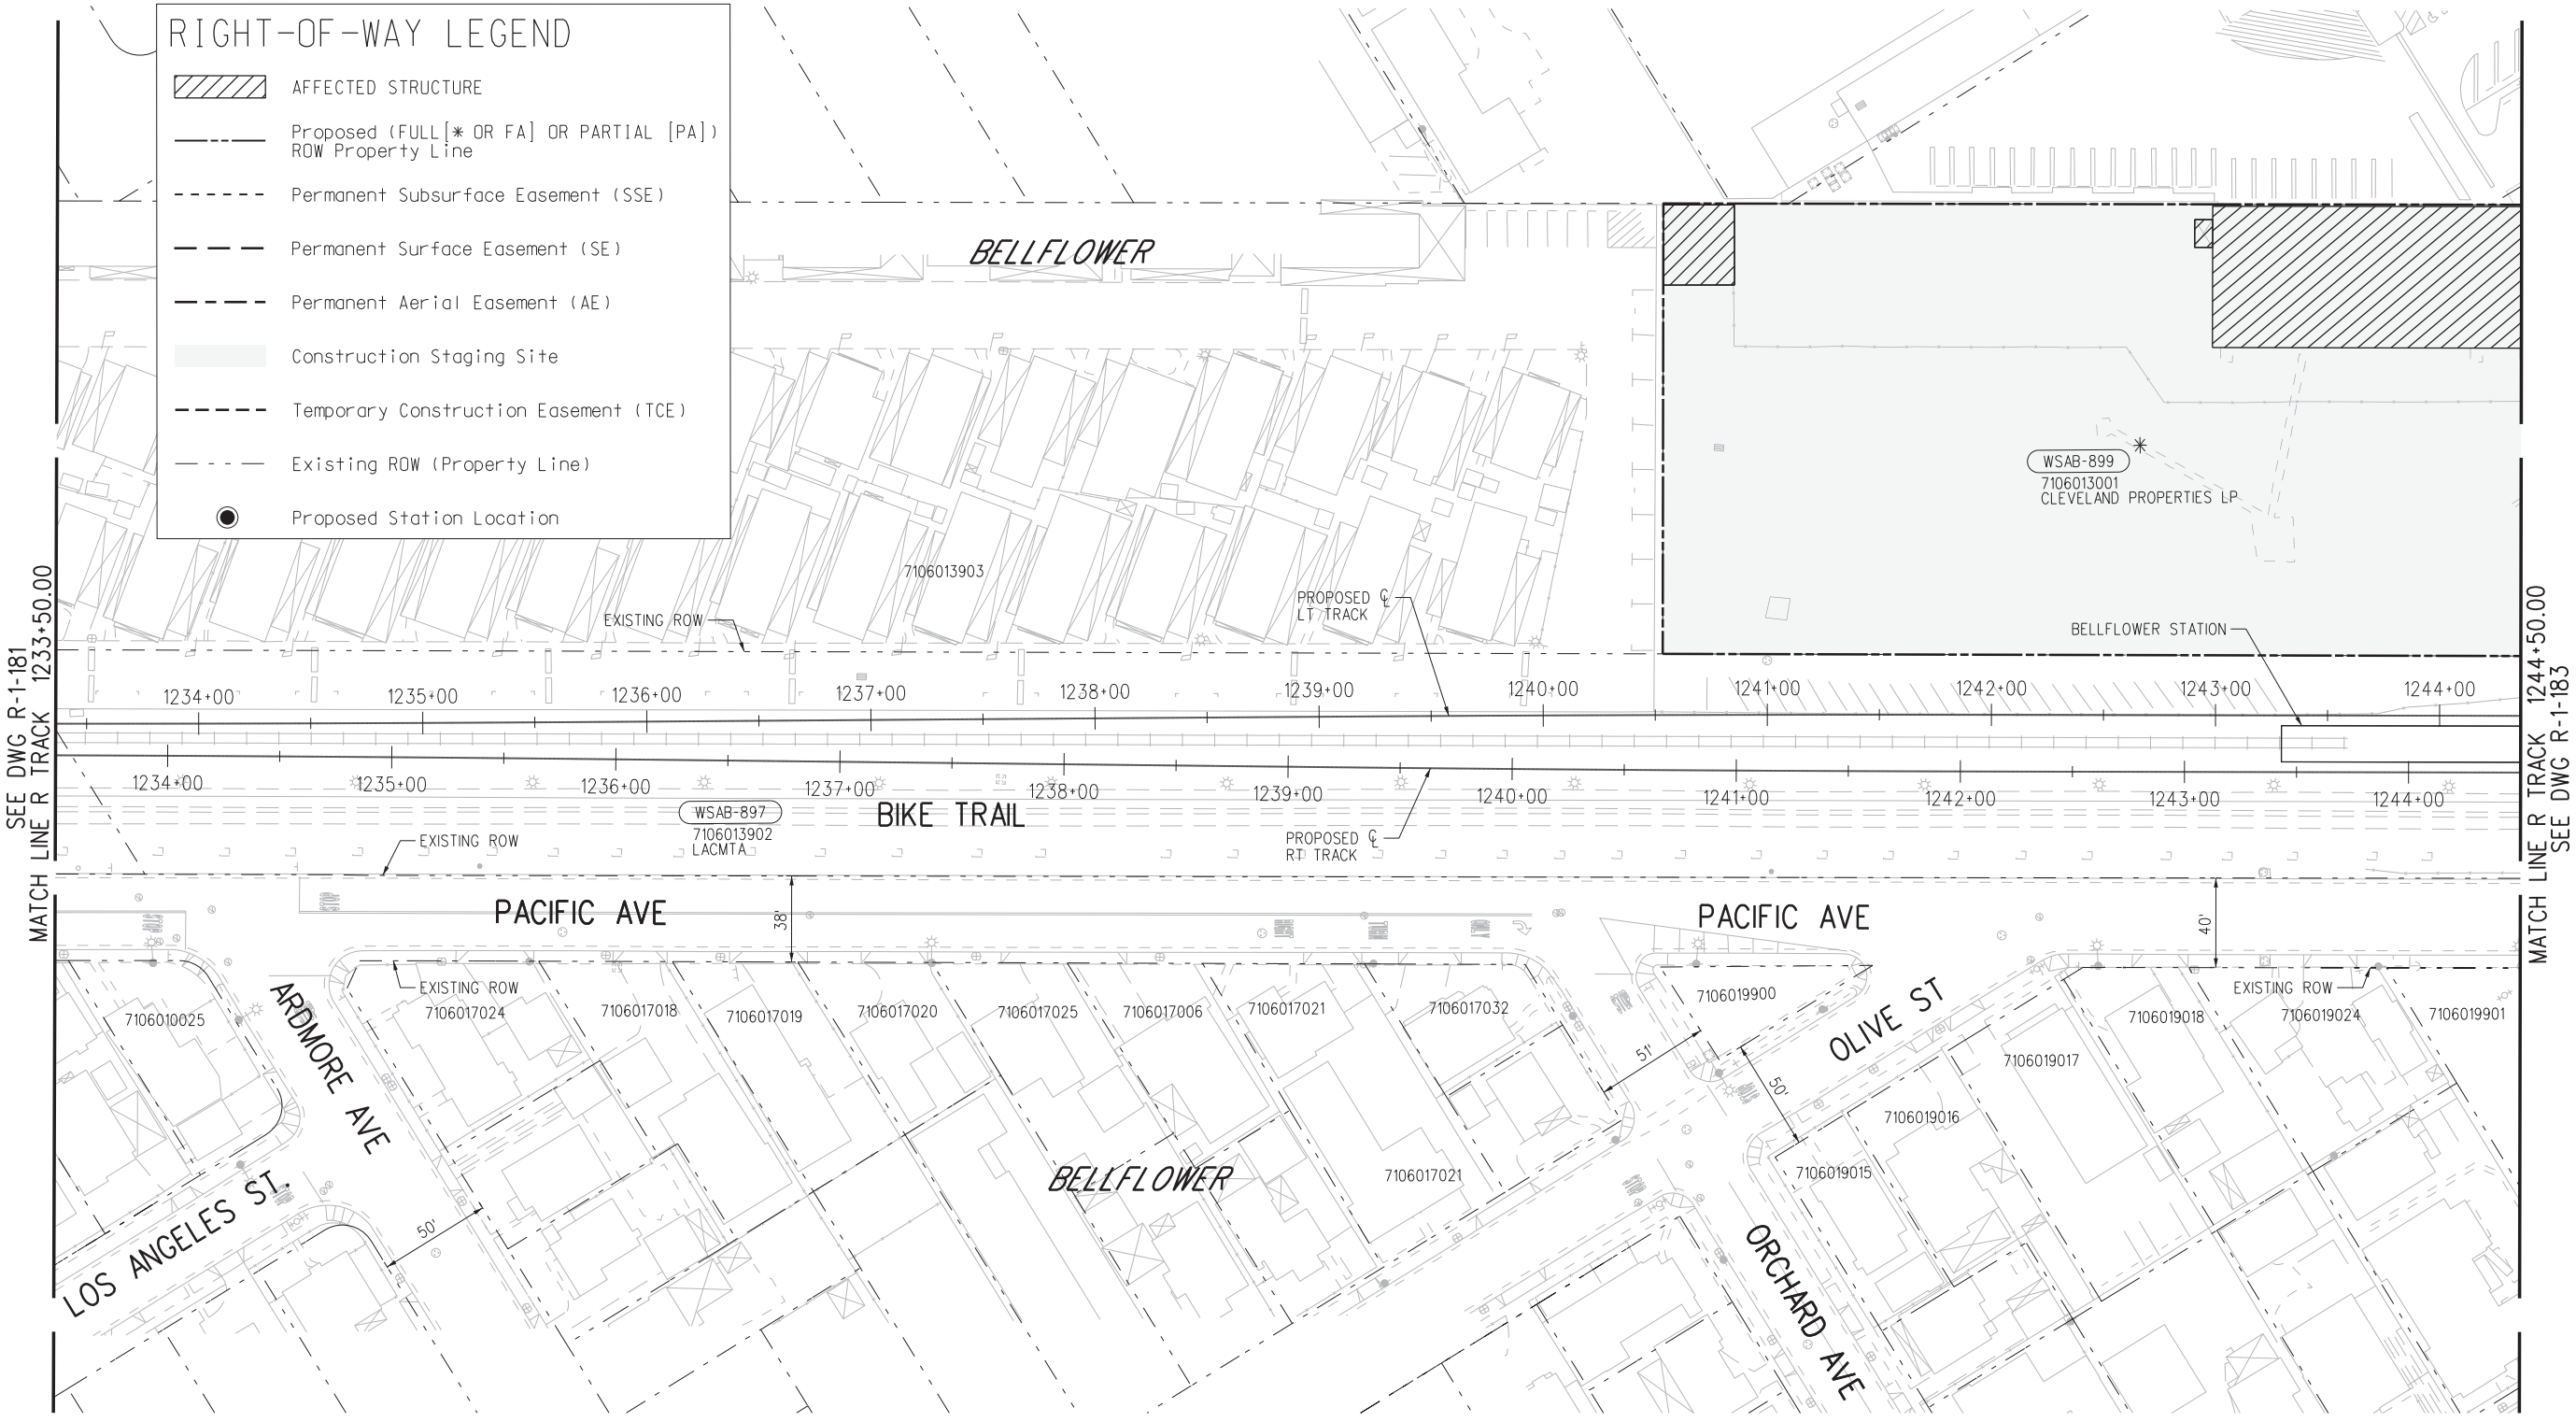 RIGHT-OF-WAY LEGEND
AFFECTED STRUCTURE
Proposed (FULL[* OR FA] OR PARTIAL [PA])
ROW Property Line
Permanent Subsurface Easement (SSE)
Permanent Surface Easement (SE)
Permanent Aerial Easement (AE)
Construction Staging Site
Temporary Construction Easement (TCE)
Existing ROW (Property Line)
Proposed Station Location
BELLFLOWER
*
WSAB-899
7106013001
CLEVELAND PROPERTIES LP
7106013903
EXISTING ROW
PROPOSED ℄
LT TRACK
BELLFLOWER STATION
SEE DWG R-1-181
MATCH LINE R TRACK 1233+50.00
MATCH LINE R TRACK 1244+50.00
SEE DWG R-1-183
1234+00
1235+00
1236+00
1237+00
1238+00
1239+00
1240+00
1241+00
1242+00
1243+00
1244+00
1234+00
1235+00
1236+00
1237+00
1238+00
1239+00
1240+00
1241+00
1242+00
1243+00
1244+00
WSAB-897
7106013902
LACMTA
BIKE TRAIL
EXISTING ROW
PROPOSED ℄
RT TRACK
PACIFIC AVE
38'
PACIFIC AVE
40'
EXISTING ROW
EXISTING ROW
7106010025
ARDMORE AVE
7106017024
7106017018
7106017019
7106017020
7106017025
7106017006
7106017021
7106017032
7106019900
OLIVE ST
7106019018
7106019024
7106019901
51'
50'
7106019017
7106019016
7106019015
7106017021
BELLFLOWER
LOS ANGELES ST.
50'
ORCHARD AVE